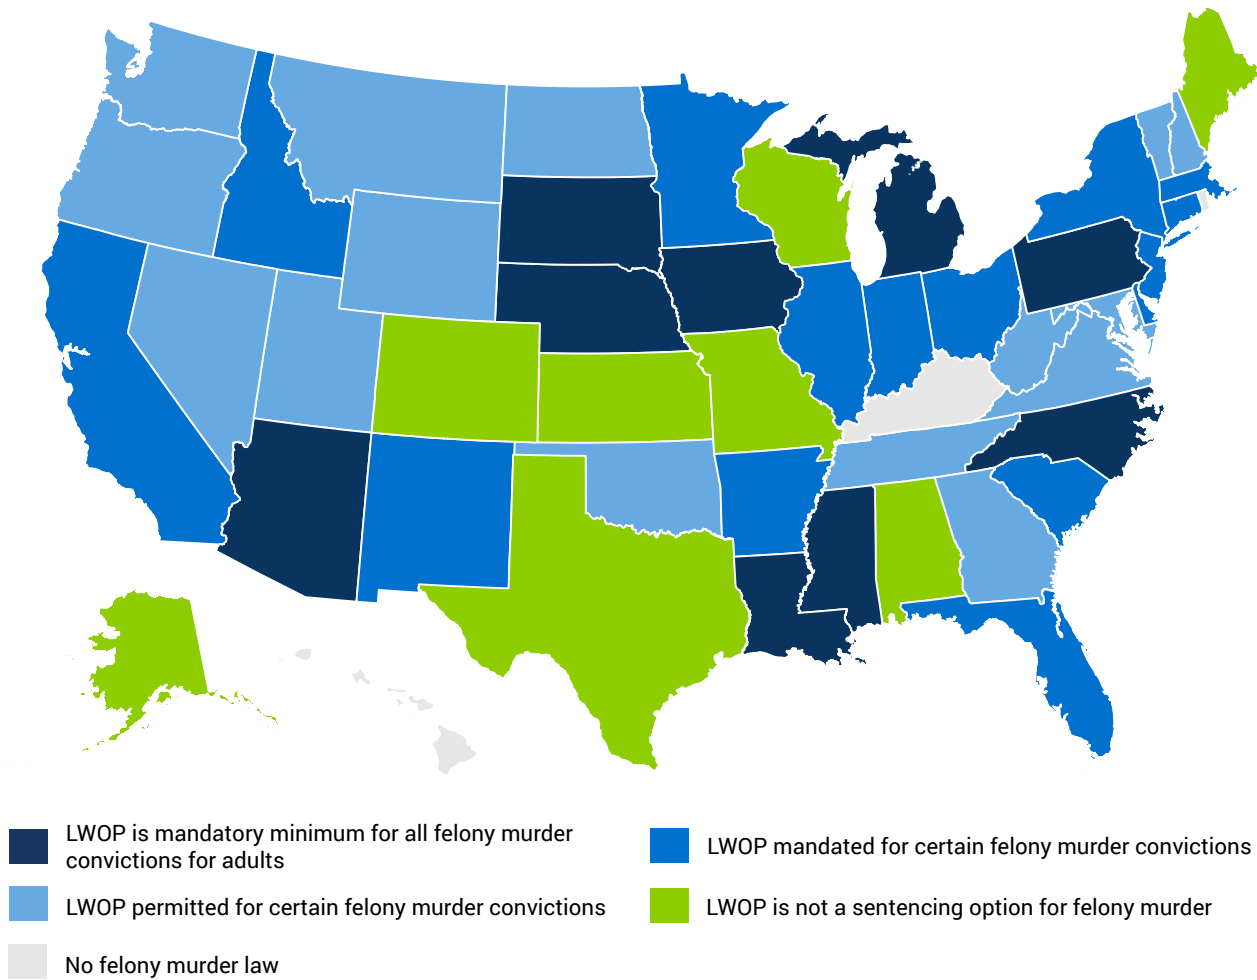 LWOP is mandatory minimum for all felony murder
convictions for adults
LWOP mandated for certain felony murder convictions
LWOP permitted for certain felony murder convictions
LWOP is not a sentencing option for felony murder
No felony murder law